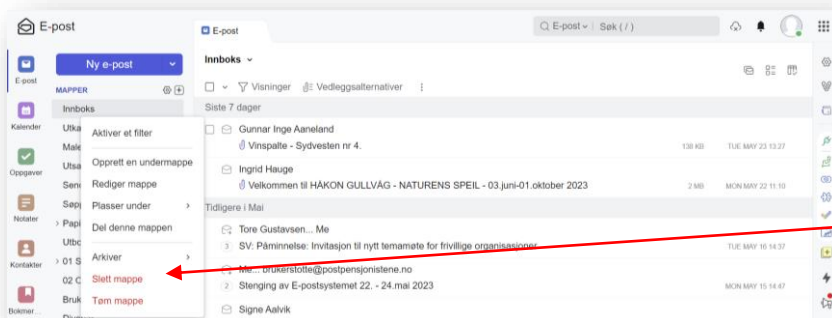 E-post
E-post
E-post
Søk ( / )
E-post
Ny e-post
Innboks
MAPPER
Visninger
Vedleggsalternativer
Innboks
Siste 7 dager
Kalender
Utka
Aktiver et filter
Gunnar Inge Aaneland
Male
Vinspalte - Sydvesten nr 4.
138 KB
TUE MAY 23 13:27
Oppgaver
Utsa
Opprett en undermappe
Ingrid Hauge
Sen
Rediger mappe
Velkommen til HÅKON GULLVÅG - NATURENS SPEIL - 03.juni-01.oktober 2023
2 MB
MON MAY 22 11:10
Notater
Søp
Plasser under
Tidligere i Mai
Papi
Del denne mappen
Tore Gustavsen... Me
Utbo
3
SV: Påminnelse: Invitasjon til nytt temamøte for frivillige organisasjoner
TUE MAY 16 14:37
Kontakter
01 S
Arkiver
Me... brukerstotte@postpensjonistene.no
02 C
Slett mappe
2
Stenging av E-postsystemet 22. - 24.mai 2023
MON MAY 15 14:47
Bruk
Tøm mappe
Bokmer...
Signe Aalvik